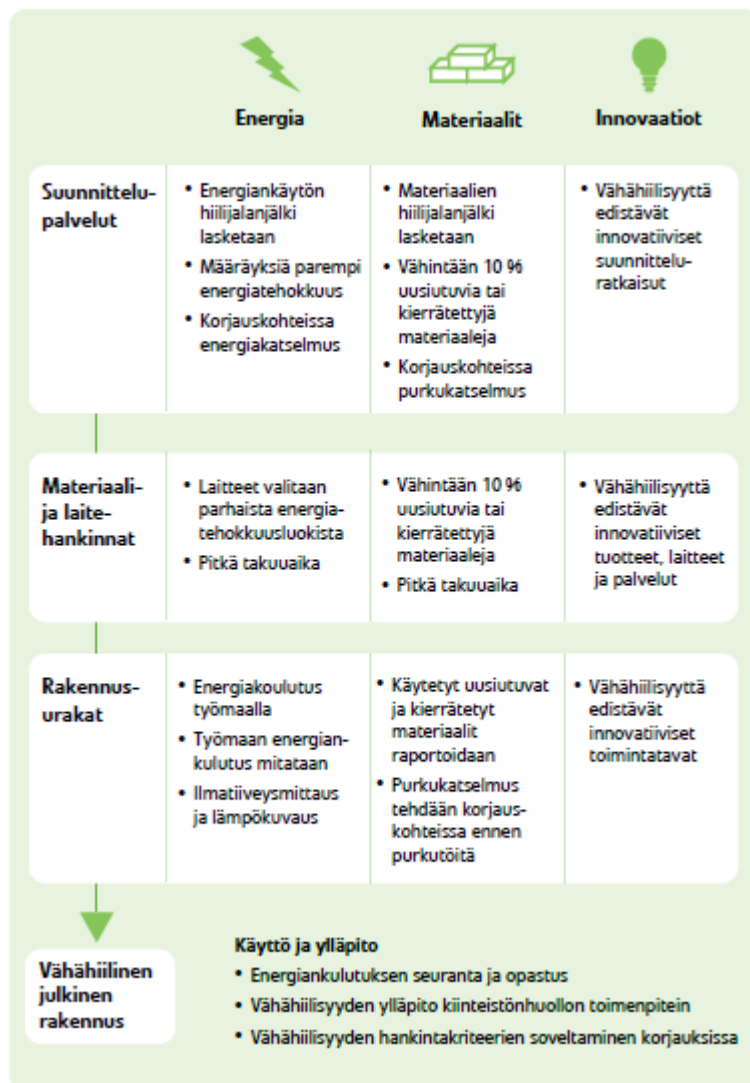 Energia
Materiaalit
Innovaatiot
Suunnittelu-
palvelut
• Energiankäytön
hiilijalanjälki
lasketaan
• Määräyksiä parempi
energiatehokkuus
• Korjauskohteissa
energiakatselmus
• Materiaalien
hiilijalanjälki
lasketaan
• Vähintään 10 %
uusiutuvia tai
kierrätettyjä
materiaaleja
• Korjauskohteissa
purkukatselmus
• Vähähiilisyyttä
edistävät
innovatiiviset
suunnittelu-
ratkaisut
Materiaali-
ja laite-
hankinnat
• Laitteet valitaan
parhaista energia-
tehokkuusluokista
• Pitkä takuuaika
• Vähintään 10 %
uusiutuvia tai
kierrätettyjä
materiaaleja
• Pitkä takuuaika
• Vähähiilisyyttä
edistävät
innovatiiviset
tuotteet, laitteet
ja palvelut
Rakennus-
urakat
• Energiakoulutus
työmaalla
• Työmaan energian-
kulutus mitataan
• Ilmatiiveysmittaus
ja lämpökuvaus
• Käytetyt uusiutuvat
ja kierrätetyt
materiaalit
raportoidaan
• Purkukatselmus
tehdään korjaus-
kohteissa ennen
purkutöitä
• Vähähiilisyyttä
edistävät
innovatiiviset
toimintatavat
Vähähiilinen
julkinen
rakennus
Käyttö ja ylläpito
• Energiankulutuksen seuranta ja opastus
• Vähähiilisyyden ylläpito kiinteistönhuollon toimenpitein
• Vähähiilisyyden hankintakriteerien soveltaminen korjauksissa